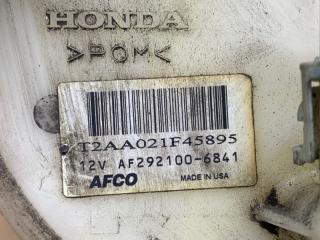 HONDA
>POM<
T2AA021F45895
12V AF292100-6841
AFCO MADE IN USA